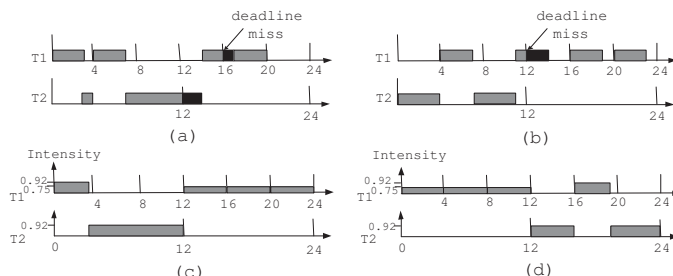 deadline
miss
T1
4 8 12 16 20 24
T2
12 24
(a)
deadline
miss
T1
4 8 12 16 20 24
T2
12 24
(b)
Intensity
0.92
0.75
T1
4 8 12 16 20 24
0.92
T2
0 12 24
(c)
Intensity
0.92
0.75
T1
4 8 12 16 20 24
0.92
T2
0 12 24
(d)